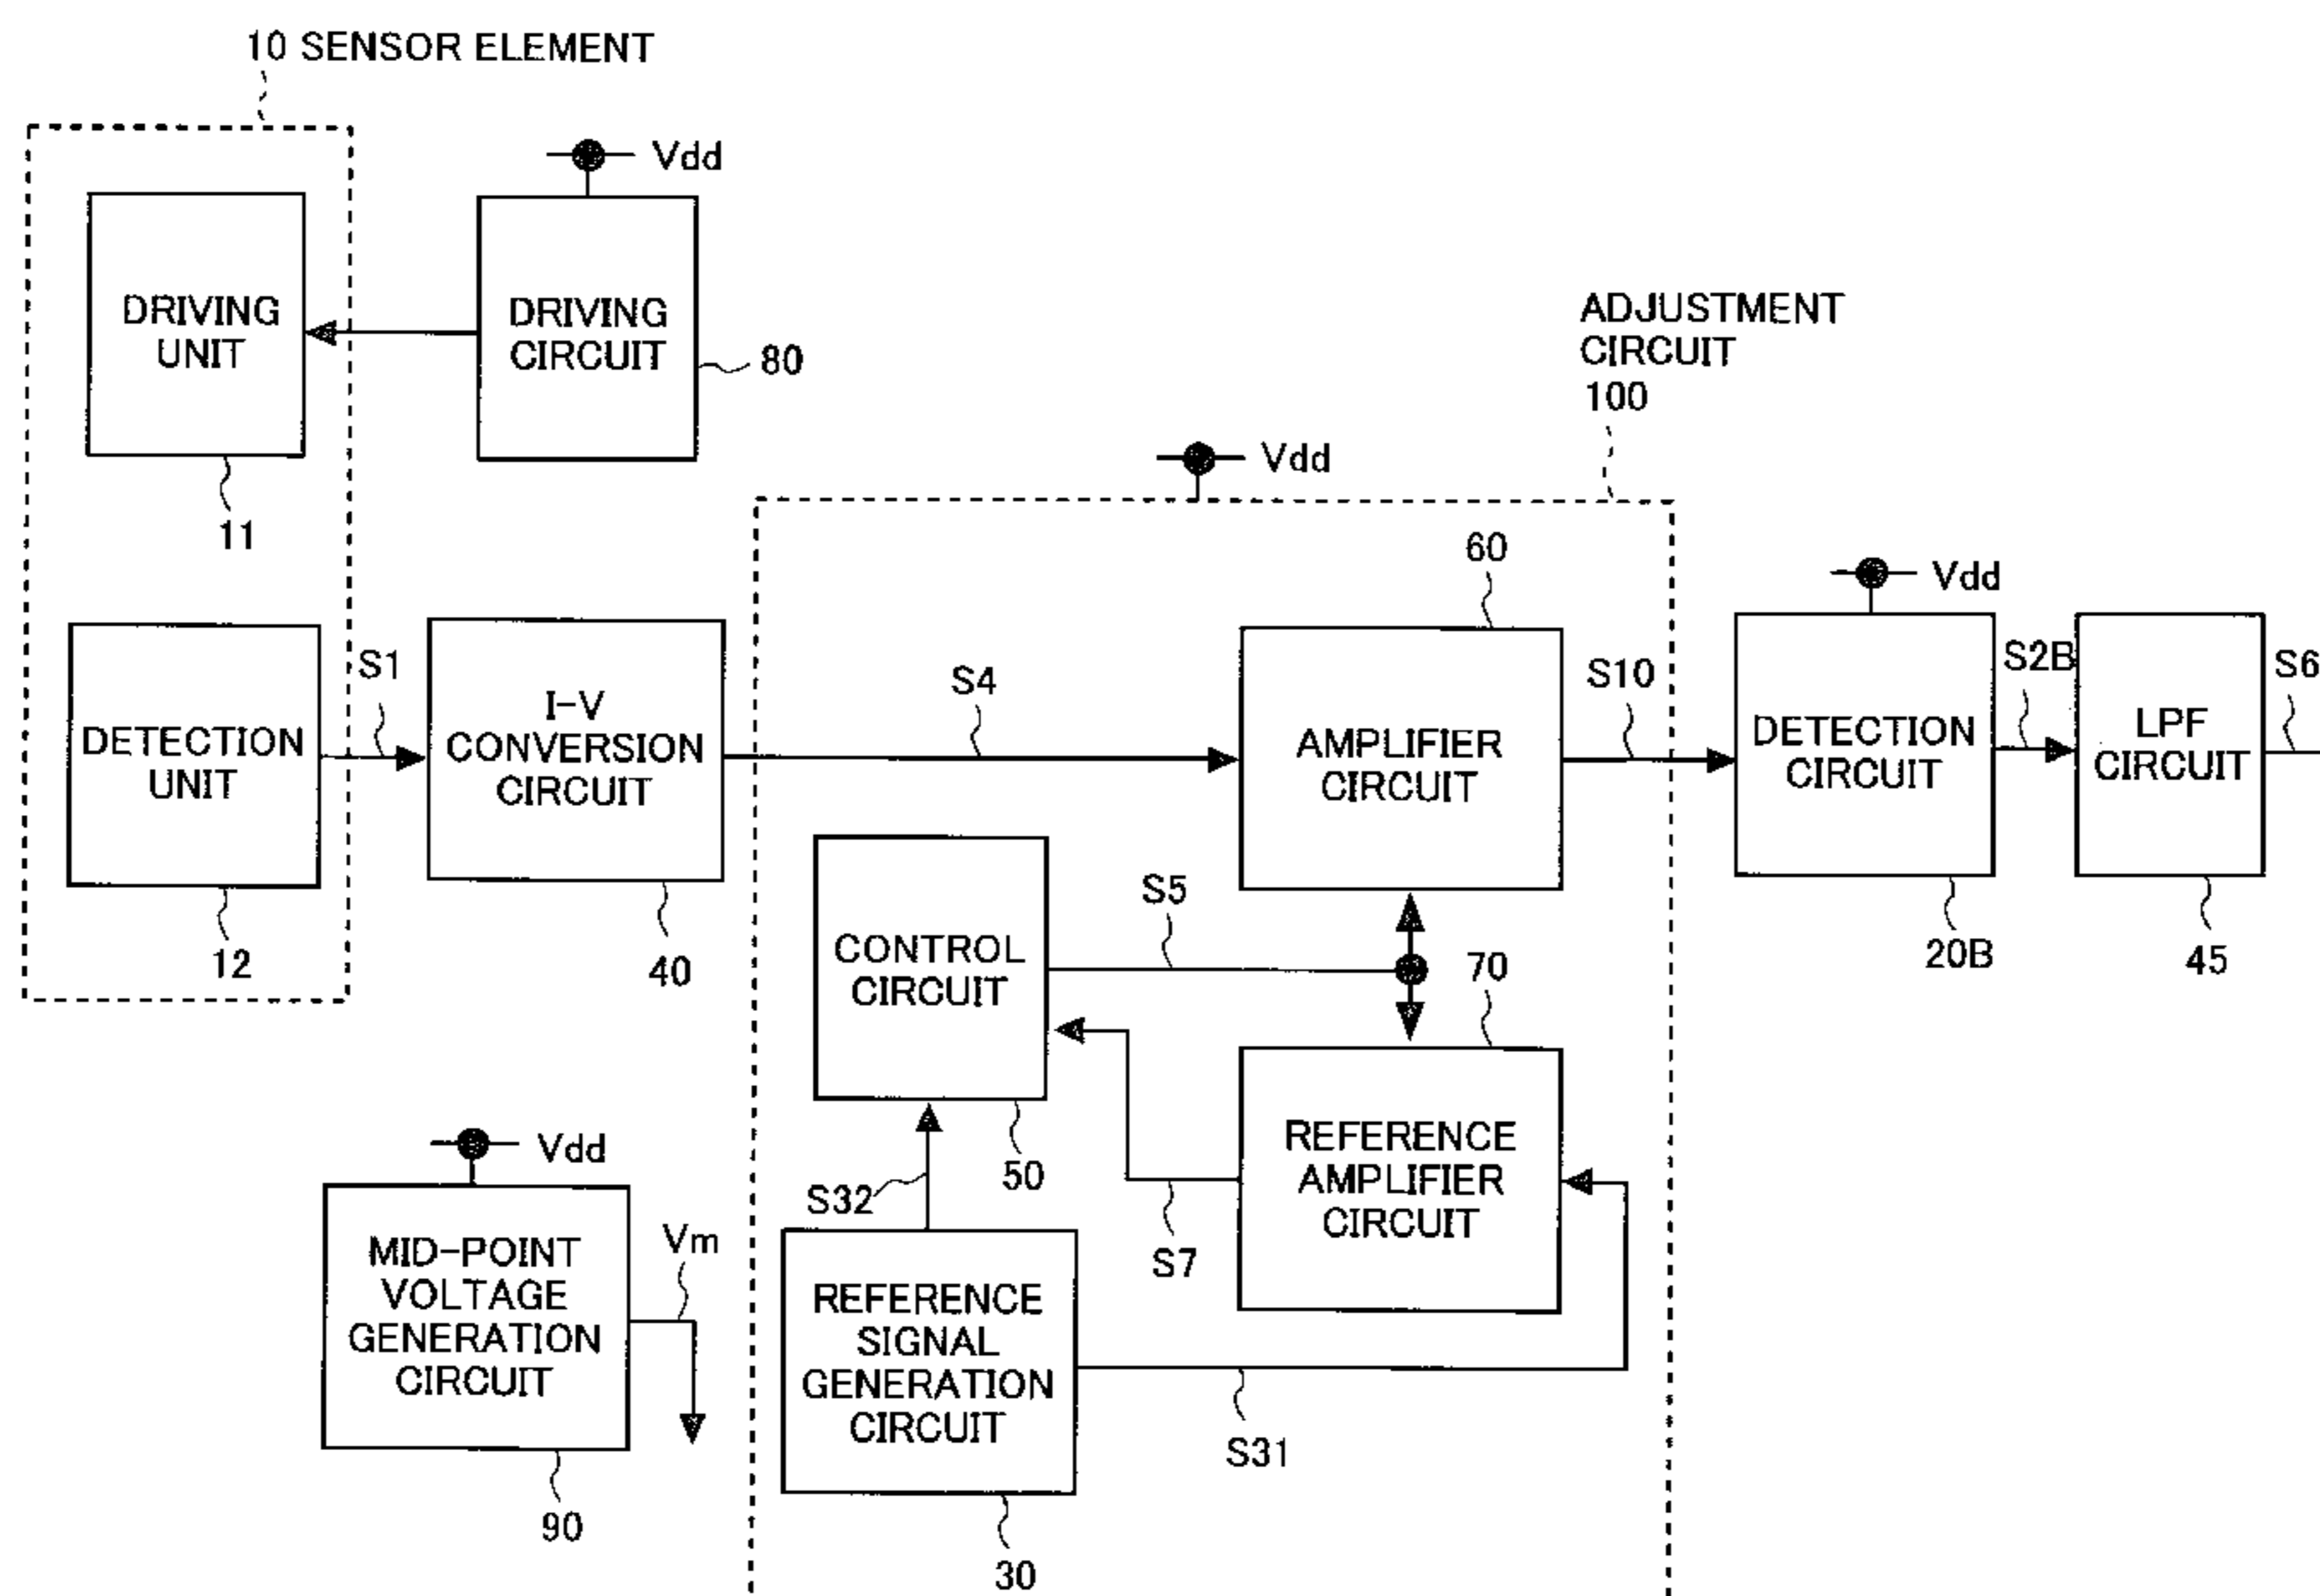 10 SENSOR ELEMENT
Vdd
DRIVING
UNIT
11
DRIVING
CIRCUIT
80
ADJUSTMENT
CIRCUIT
100
Vdd
60
Vdd
DETECTION
UNIT
12
S1
I-V
CONVERSION
CIRCUIT
40
S4
AMPLIFIER
CIRCUIT
S10
DETECTION
CIRCUIT
20B
S2B
LPF
CIRCUIT
45
S6
CONTROL
CIRCUIT
50
S5
70
REFERENCE
AMPLIFIER
CIRCUIT
S7
S32
Vdd
MID-POINT
VOLTAGE
GENERATION
CIRCUIT
90
Vm
REFERENCE
SIGNAL
GENERATION
CIRCUIT
30
S31